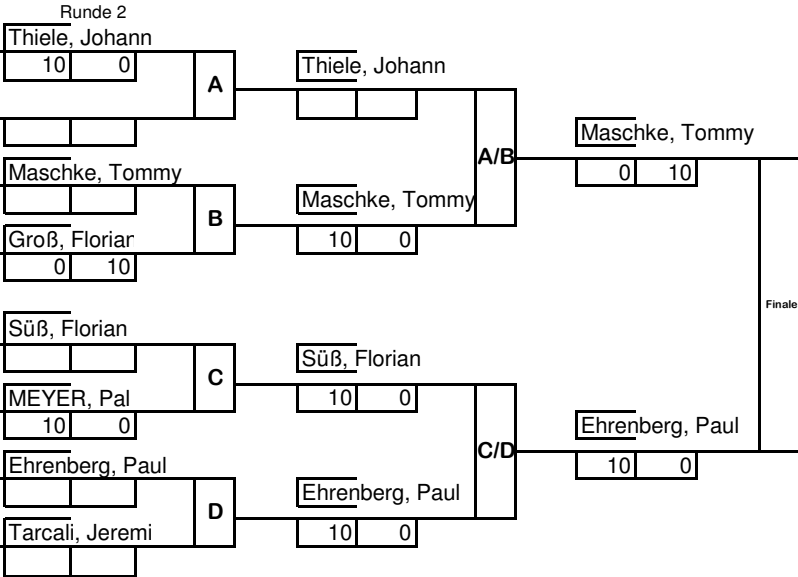 Runde 2
Thiele, Johann
10 0
A
Thiele, Johann
Maschke, Tommy
A/B
Maschke, Tommy
0 10
B
Maschke, Tommy
10 0
Groß, Florian
0 10
Finale
Süß, Florian
C
Süß, Florian
10 0
MEYER, Pal
10 0
C/D
Ehrenberg, Paul
10 0
Ehrenberg, Paul
D
Ehrenberg, Paul
10 0
Tarcali, Jeremi